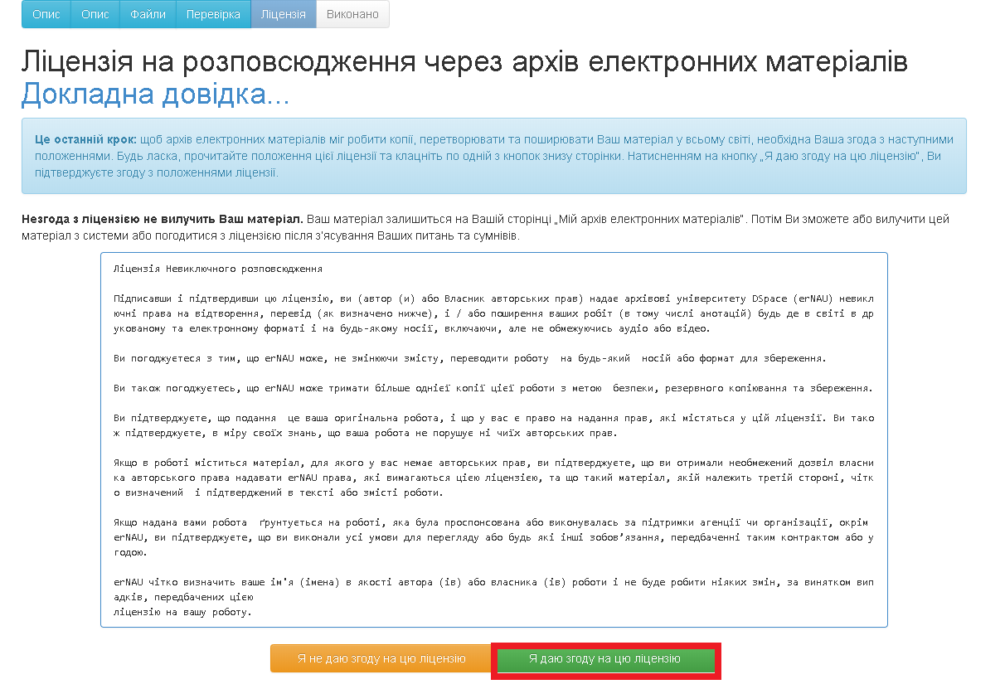 Опис Опис Файли Перевірка Ліцензія Виконано
Ліцензія на розповсюдження через архів електронних матеріалів
Докладна довідка...
Це останній крок: щоб архів електронних матеріалів міг робити копії, перетворювати та поширювати Ваш матеріал у всьому світі, необхідна Ваша згода з наступними
положеннями. Будь ласка, прочитайте положення цієї ліцензії та клацніть по одній з кнопок знизу сторінки. Натисненням на кнопку „Я даю згоду на цю ліцензію", Ви
підтверджуєте згоду з положеннями ліцензії.
Незгода з ліцензією не вилучить Ваш матеріал. Ваш матеріал залишиться на Вашій сторінці „Мій архів електронних матеріалів". Потім Ви зможете або вилучити цей
матеріал з системи або погодитися з ліцензією після з'ясування Ваших питань та сумнівів.
Ліцензія Невиключного розповсюдження
Підписавши і підтвердивши цю ліцензію, ви (автор (и) або Власник авторських прав) надає архівові університету DSpace (erNAU) невикл
ючні права на відтворення, перевід (як визначено нижче), і / або поширення ваших робіт (в тому числі анотацій) будь де в світі в др
укованому та електронному форматі і на будь-якому носії, включаючи, але не обмежуючись аудіо або відео.
Ви погоджуєтеся з тим, що erNAU може, не змінюючи змісту, переводити роботу  на будь-який  носій або формат для збереження.
Ви також погоджуєтесь, що erNAU може тримати більше однієї копії цієї роботи з метою  безпеки, резервного копіювання та збереження.
Ви підтверджуєте, що подання  це ваша оригінальна робота, і що у вас є право на надання прав, які містяться у цій ліцензії. Ви тако
ж підтверджуєте, в міру своїх знань, що ваша робота не порушує ні чиїх авторських прав.
Якщо в роботі міститься матеріал, для якого у вас немає авторських прав, ви підтверджуєте, що ви отримали необмежений дозвіл власни
ка авторського права надавати erNAU права, які вимагаються цією ліцензією, та що такий матеріал, якій належить третій стороні, чітк
о визначений  і підтверджений в тексті або змісті роботи.
Якщо надана вами робота  ґрунтується на роботі, яка була проспонсована або виконувалась за підтримки агенції чи організації, окрім
erNAU, ви підтверджуєте, що ви виконали усі умови для перегляду або будь які інші зобов’язання, передбаченні таким контрактом або у
годою.
erNAU чітко визначить ваше ім'я (імена) в якості автора (ів) або власника (ів) роботи і не буде робити ніяких змін, за винятком вип
адків, передбачених цією
ліцензію на вашу роботу.
Я не даю згоду на цю ліцензію Я даю згоду на цю ліцензію